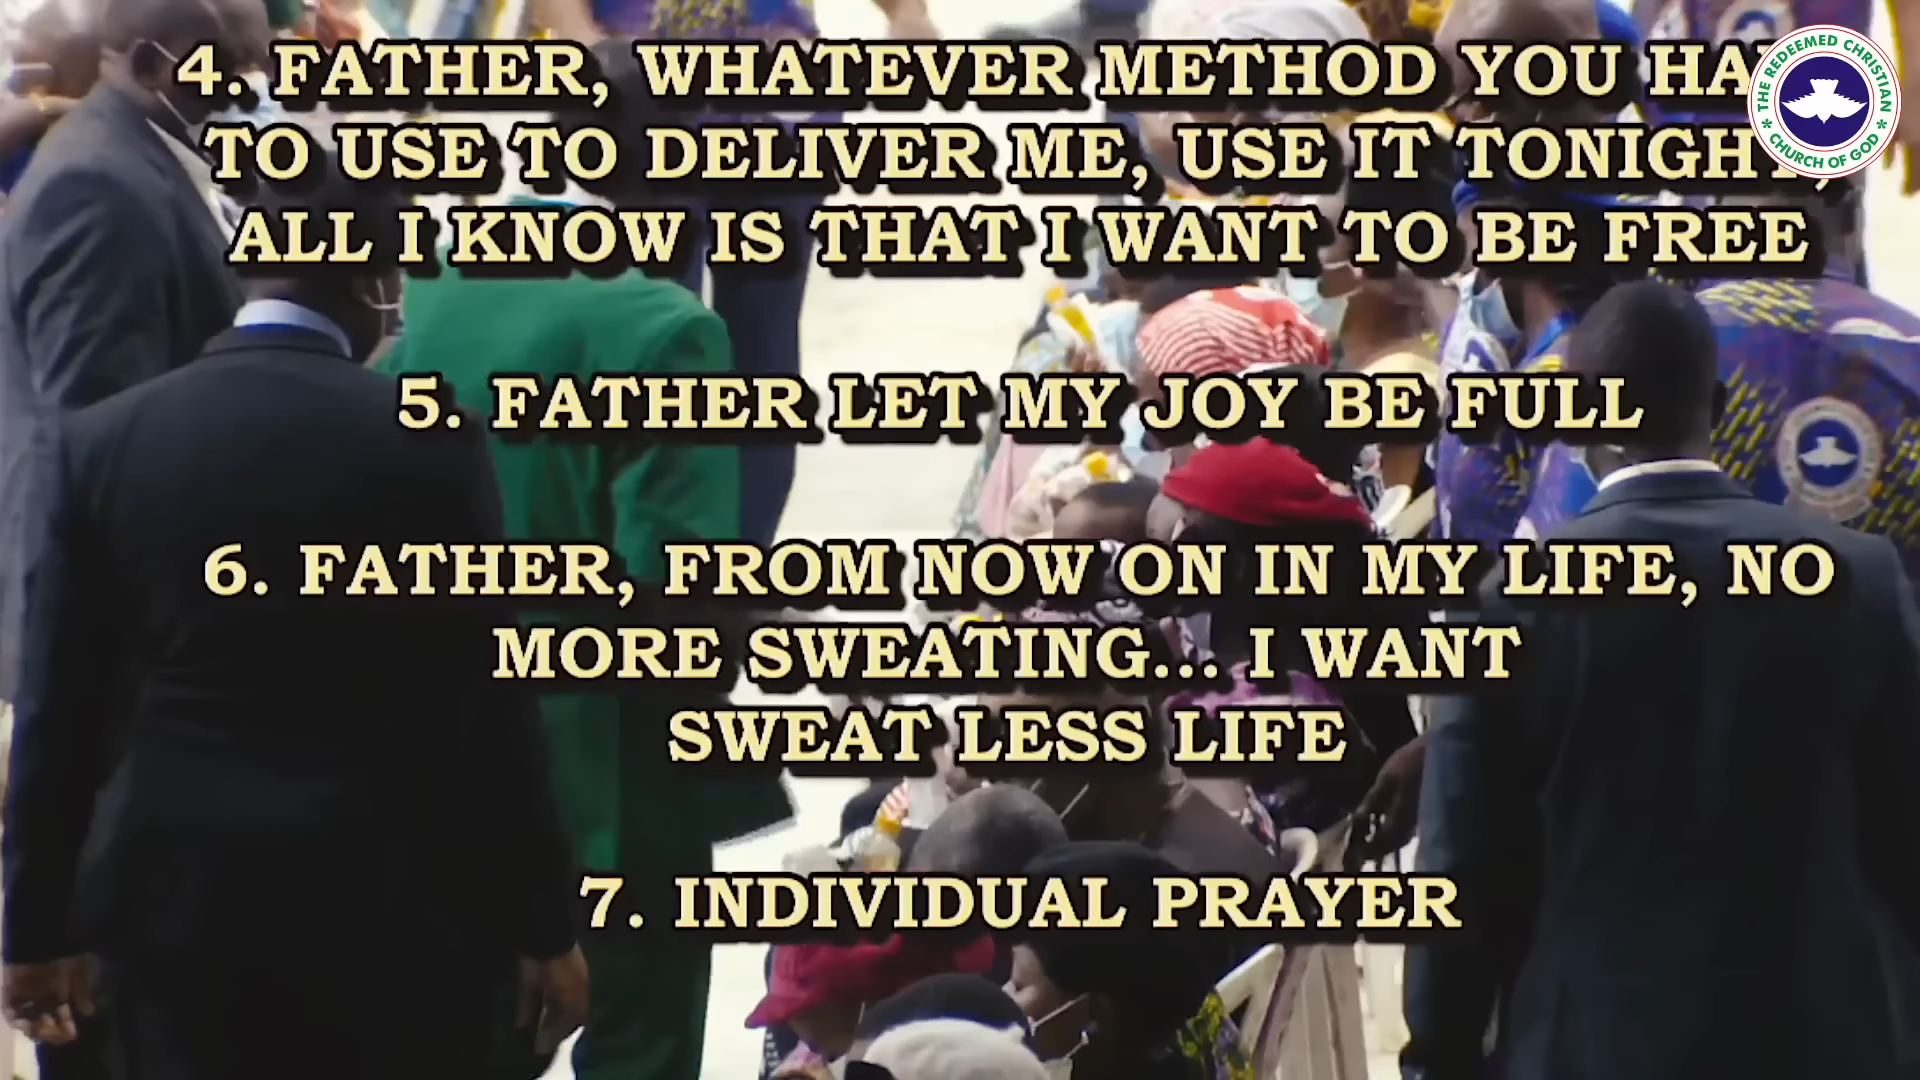 4. FATHER, WHATEVER METHOD YOU HA
TO USE TO DELIVER ME, USE IT TONIGHT,
ALL I KNOW IS THAT I WANT TO BE FREE
5. FATHER LET MY JOY BE FULL
6. FATHER, FROM NOW ON IN MY LIFE, NO
MORE SWEATING... I WANT
SWEAT LESS LIFE
7. INDIVIDUAL PRAYER
THE REDEEMED CHRISTIAN
CHURCH OF GOD